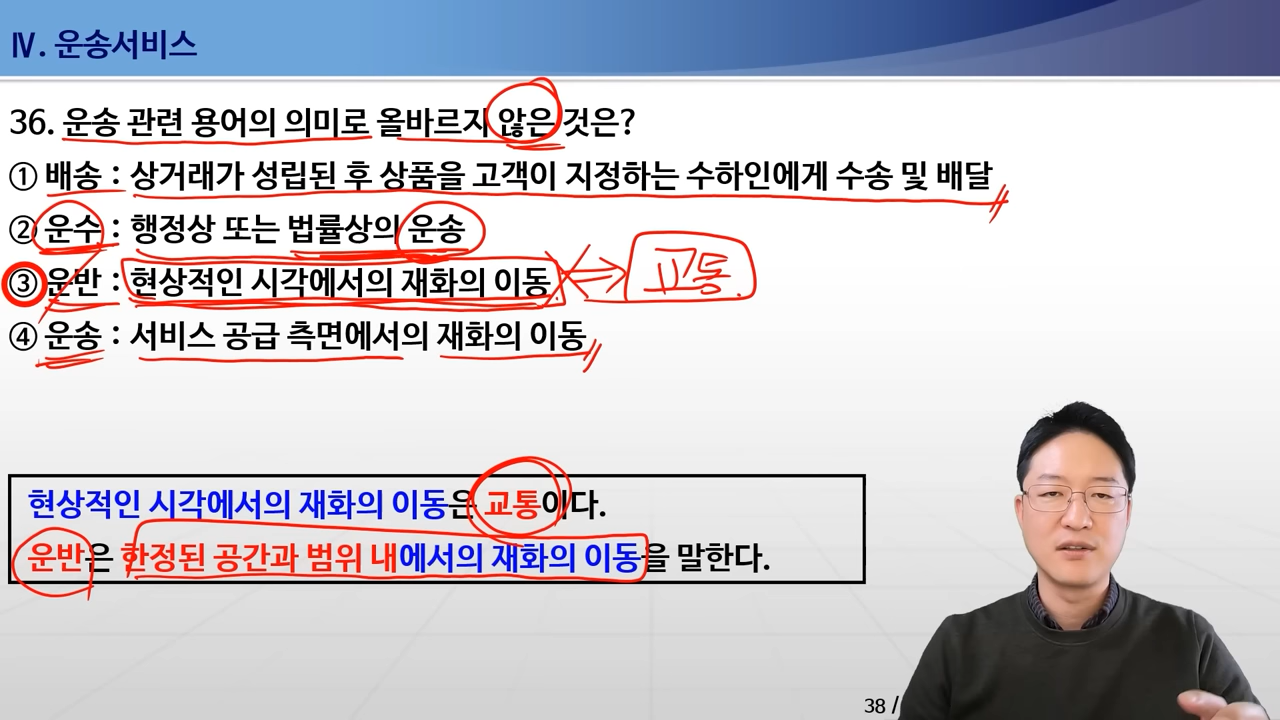 Ⅳ. 운송서비스
36. 운송 관련 용어의 의미로 올바르지 않은 것은?
① 배송 : 상거래가 성립된 후 상품을 고객이 지정하는 수하인에게 수송 및 배달
② 운수 : 행정상 또는 법률상의 운송
③ 운반 : 현상적인 시각에서의 재화의 이동
교통
④ 운송 : 서비스 공급 측면에서의 재화의 이동
현상적인 시각에서의 재화의 이동은 교통이다.
운반은 한정된 공간과 범위 내에서의 재화의 이동을 말한다.
38 /